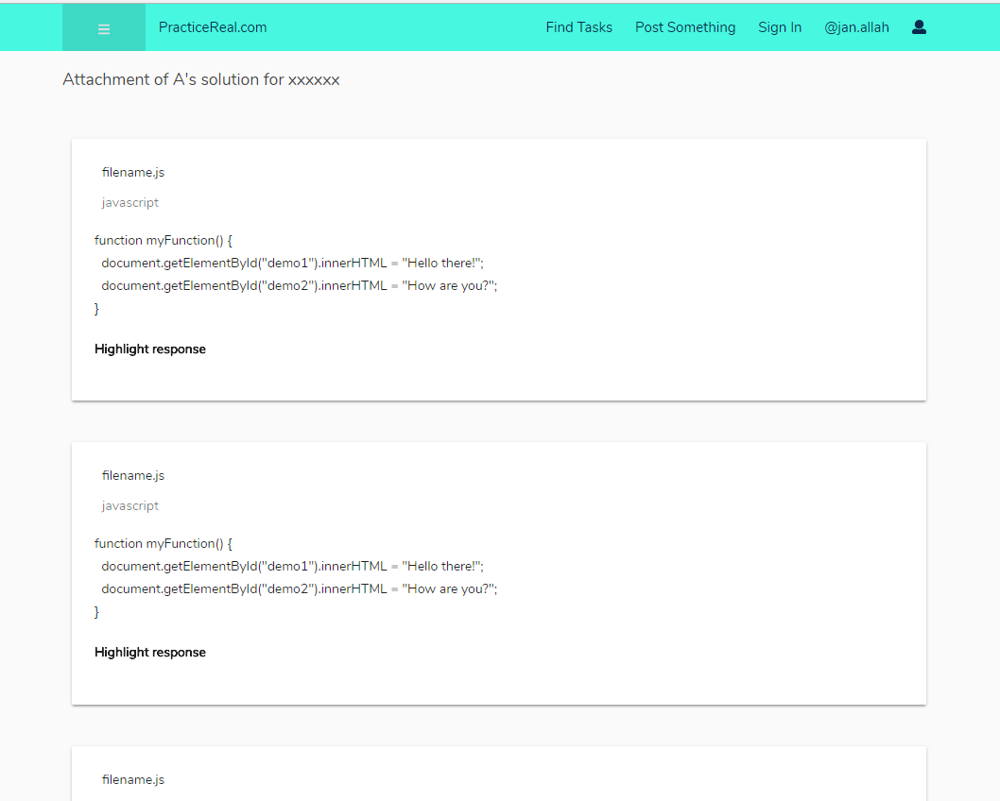 PracticeReal.com Find Tasks Post Something Sign In @jan.allah
Attachment of A's solution for xxxxxx
filename.js
javascript
function myFunction() {
document.getElementById("demo1").innerHTML = "Hello there!";
document.getElementById("demo2").innerHTML = "How are you?";
}
Highlight response
filename.js
javascript
function myFunction() {
document.getElementById("demo1").innerHTML = "Hello there!";
document.getElementById("demo2").innerHTML = "How are you?";
}
Highlight response
filename.js